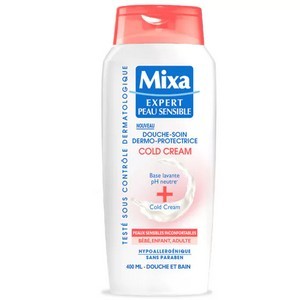 Mixa
EXPERT
PEAU SENSIBLE
NOUVEAU
DOUCHE-SOIN
DERMO-PROTECTRICE
COLD CREAM
Base lavante
pH neutre
+
Cold Cream
PEAUX SENSIBLES INCONFORTABLES
BÉBÉ, ENFANT, ADULTE
HYPOALLERGÉNIQUE
SANS PARABEN
400 ML - DOUCHE ET BAIN
TESTÉ SOUS CONTRÔLE DERMATOLOGIQUE